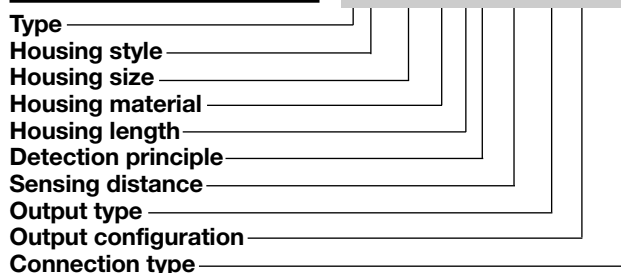 Type
Housing style
Housing size
Housing material
Housing length
Detection principle
Sensing distance
Output type
Output configuration
Connection type